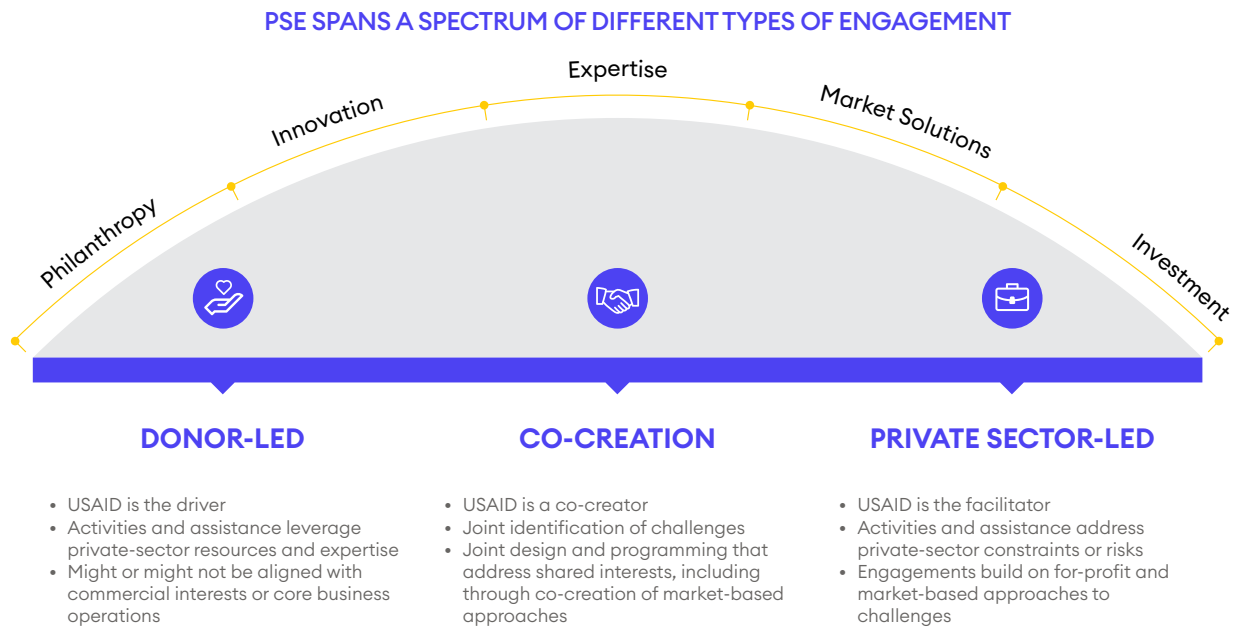 PSE SPANS A SPECTRUM OF DIFFERENT TYPES OF ENGAGEMENT
Philanthropy
Innovation
Expertise
Market Solutions
Investment
DONOR-LED
• USAID is the driver
• Activities and assistance leverage
private-sector resources and expertise
• Might or might not be aligned with
commercial interests or core business
operations
CO-CREATION
• USAID is a co-creator
• Joint identification of challenges
• Joint design and programming that
address shared interests, including
through co-creation of market-based
approaches
PRIVATE SECTOR-LED
• USAID is the facilitator
• Activities and assistance address
private-sector constraints or risks
• Engagements build on for-profit and
market-based approaches to
challenges